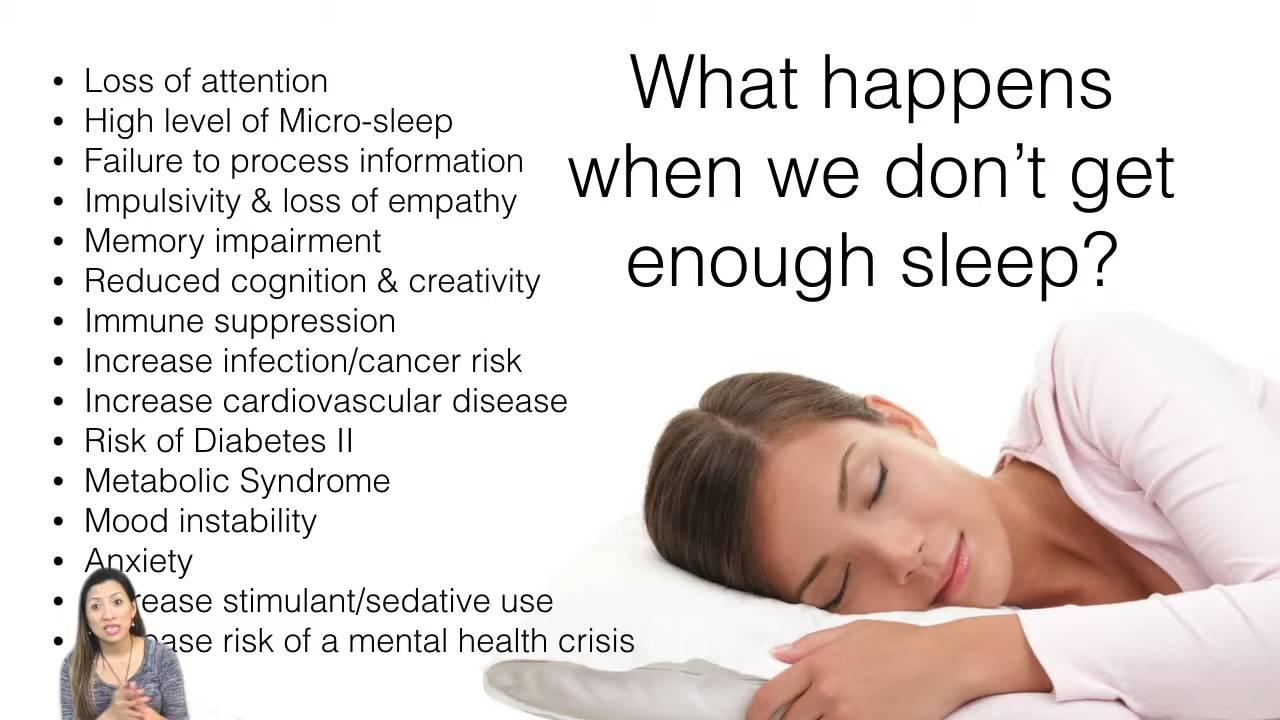 • Loss of attention
• High level of Micro-sleep
• Failure to process information
• Impulsivity & loss of empathy
• Memory impairment
• Reduced cognition & creativity
• Immune suppression
• Increase infection/cancer risk
• Increase cardiovascular disease
• Risk of Diabetes II
• Metabolic Syndrome
• Mood instability
• Anxiety
• stimulant/sedative use
• risk of a mental health crisis
What happens
when we don’t get
enough sleep?